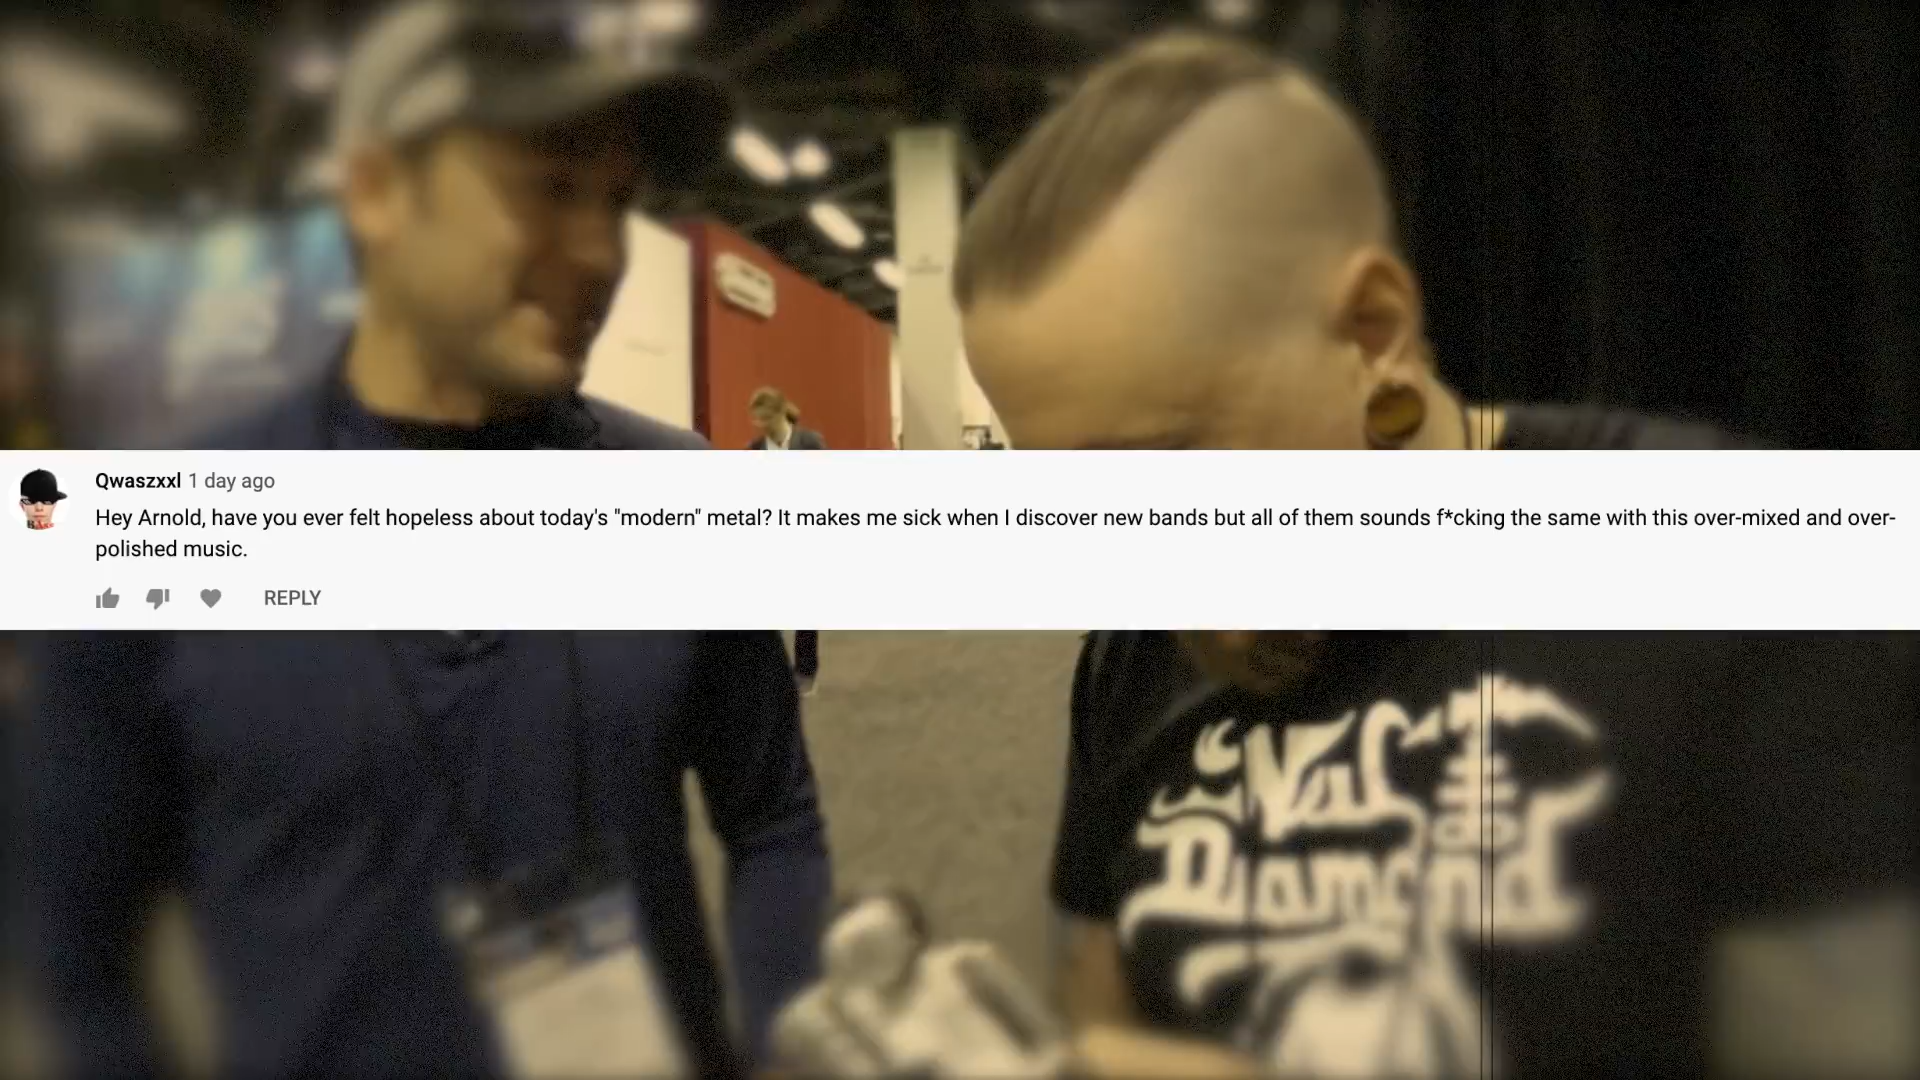 Qwaszxxl 1 day ago
Hey Arnold, have you ever felt hopeless about today's "modern" metal? It makes me sick when I discover new bands but all of them sounds f*cking the same with this over-mixed and over-
polished music.
REPLY
Diamond